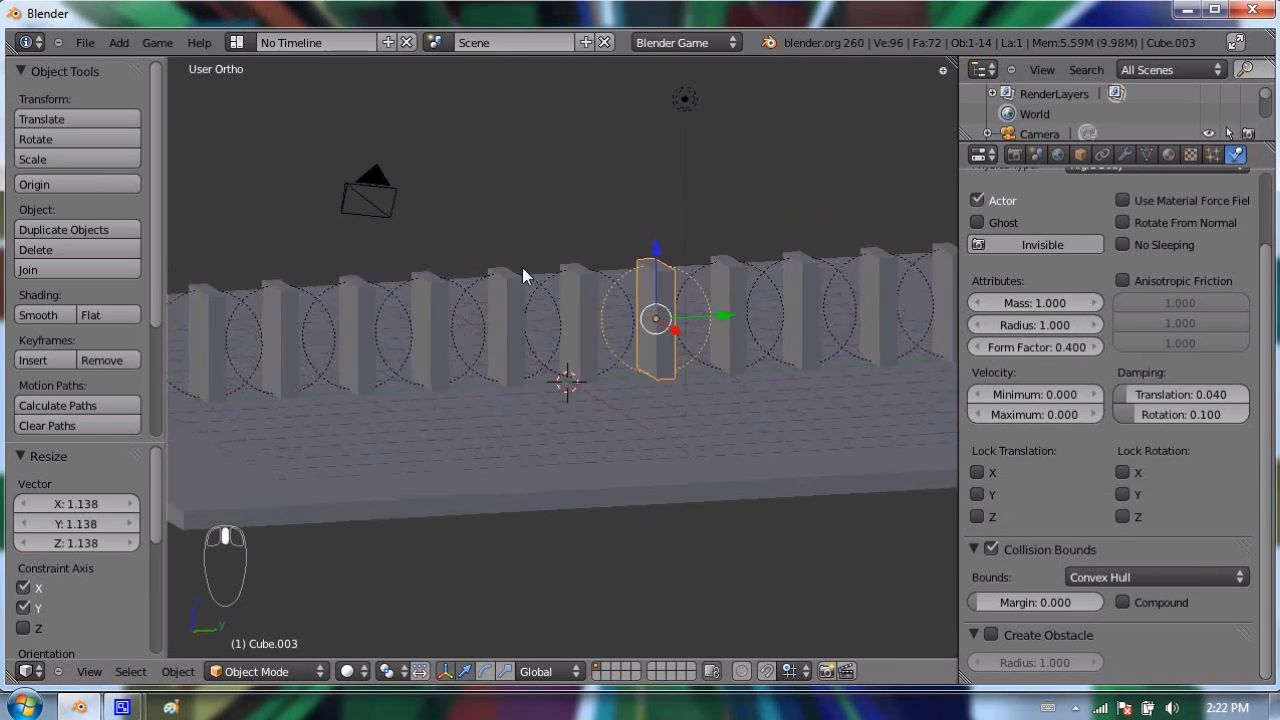 Blender
File Add Game Help No Timeline Scene Blender Game blender.org 260 | Ve:96 | Fa:72 | Ob:1-14 | La:1 | Mem:5.59M (9.98M) | Cube.003
Object Tools
Transform:
Translate
Rotate
Scale
Origin
Object:
Duplicate Objects
Delete
Join
Shading:
Smooth Flat
Keyframes:
Insert Remove
Motion Paths:
Calculate Paths
Clear Paths
Resize
Vector
X: 1.138
Y: 1.138
Z: 1.138
Constraint Axis
X
Y
Z
Orientation
User Ortho
y
(1) Cube.003
View Select Object Object Mode Global
View Search All Scenes
RenderLayers |
World
Camera
Actor Use Material Force Fiel
Ghost Rotate From Normal
Invisible No Sleeping
Attributes: Anisotropic Friction
Mass: 1.000 1.000
Radius: 1.000 1.000
Form Factor: 0.400 1.000
Velocity: Damping:
Minimum: 0.000 Translation: 0.040
Maximum: 0.000 Rotation: 0.100
Lock Translation: Lock Rotation:
X X
Y Y
Z Z
Collision Bounds
Bounds: Convex Hull
Margin: 0.000 Compound
Create Obstacle
Radius: 1.000
2:22 PM